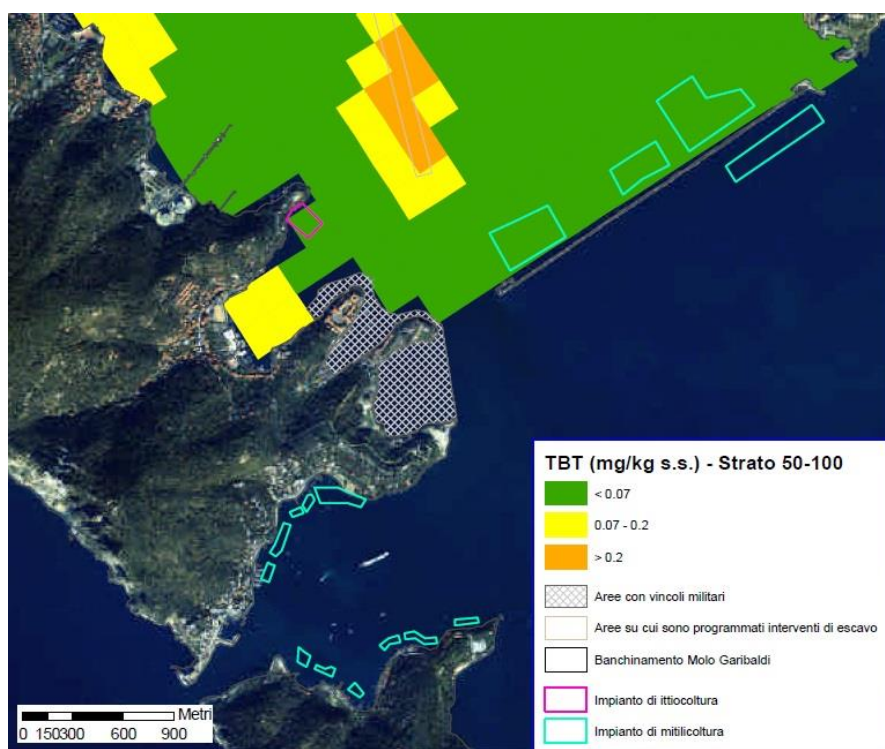 TBT (mg/kg s.s.) - Strato 50-100
< 0.07
0.07 - 0.2
> 0.2
Aree con vincoli militari
Aree su cui sono programmati interventi di escavo
Banchinamento Molo Garibaldi
Impianto di ittiocoltura
Impianto di mitilicoltura
Metri
0 150300 600 900